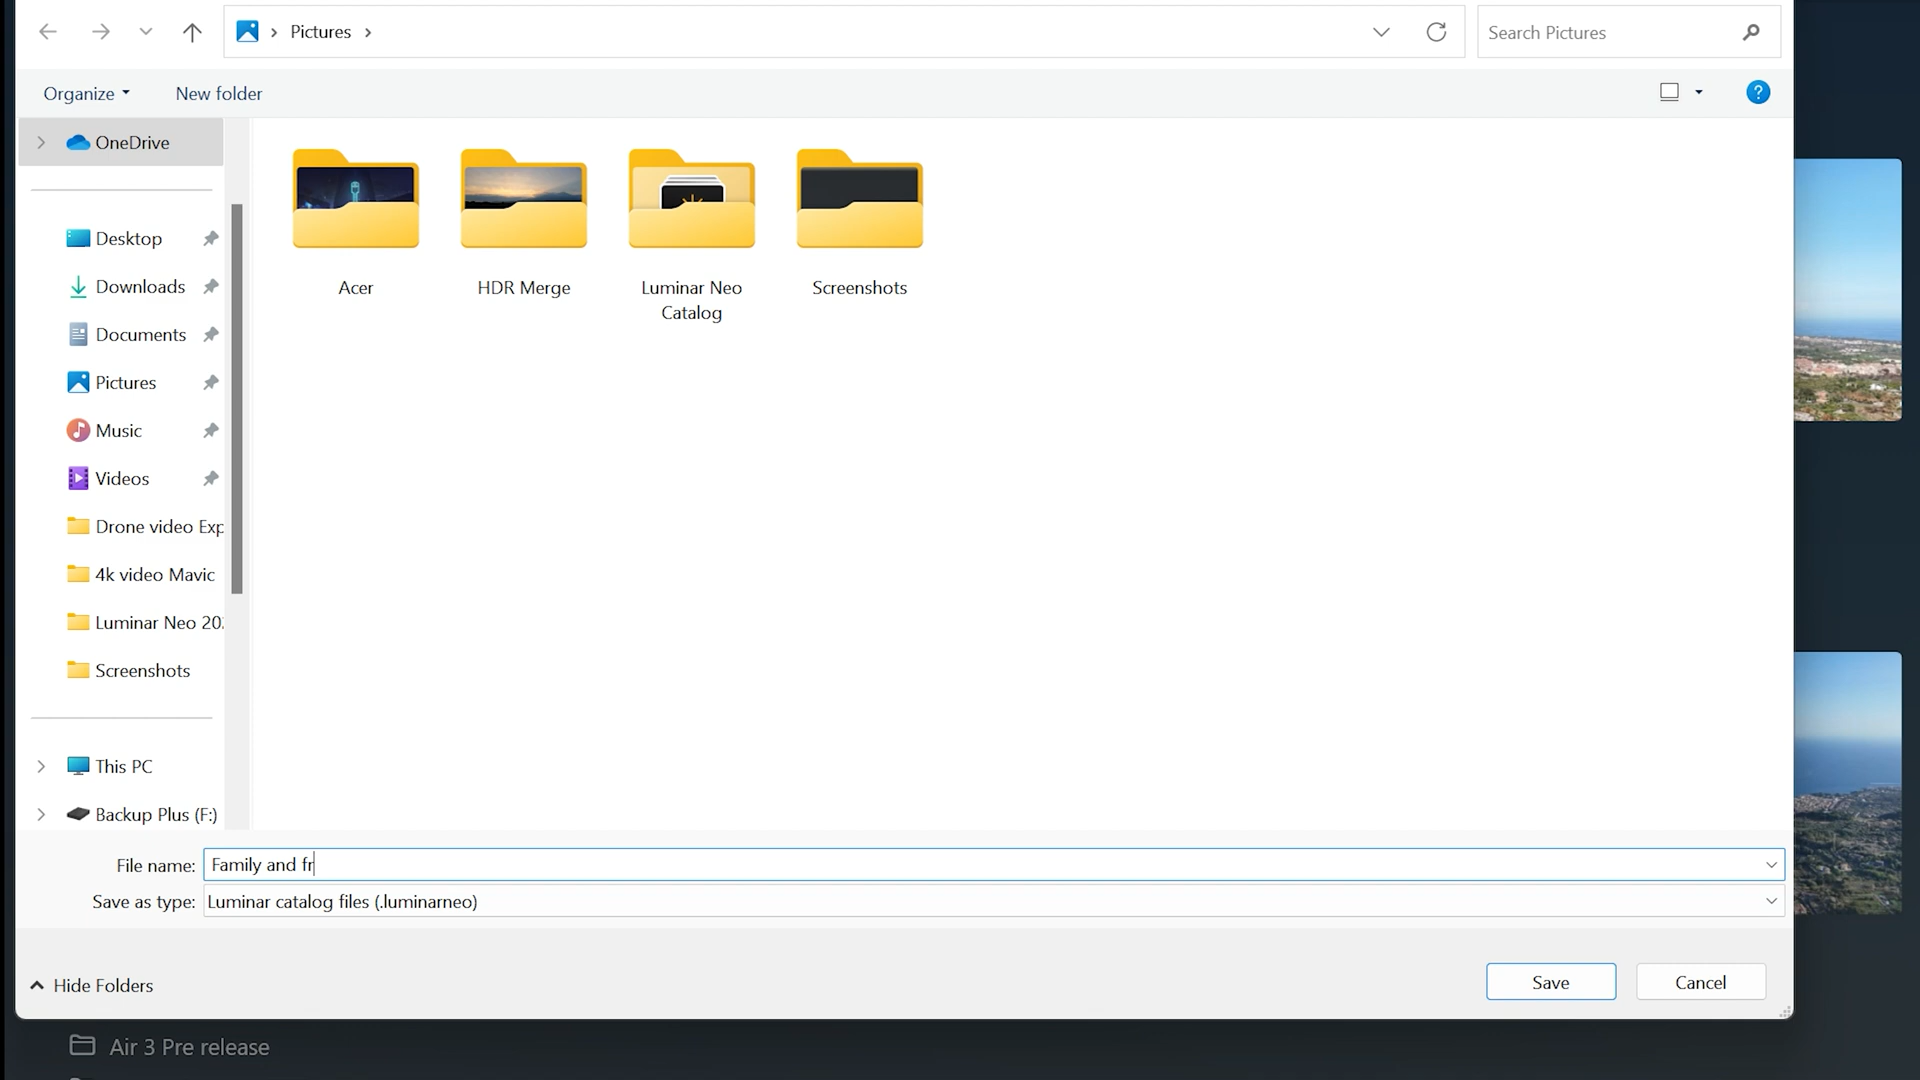 Pictures
Search Pictures
Organize
New folder
?
OneDrive
Desktop
Downloads
Documents
Pictures
Music
Videos
Drone video Exp
4k video Mavic
Luminar Neo 20
Screenshots
This PC
Backup Plus (F:)
Acer
HDR Merge
Luminar Neo
Catalog
Screenshots
File name: Family and fr
Save as type: Luminar catalog files (.luminarneo)
Hide Folders
Save
Cancel
Air 3 Pre release